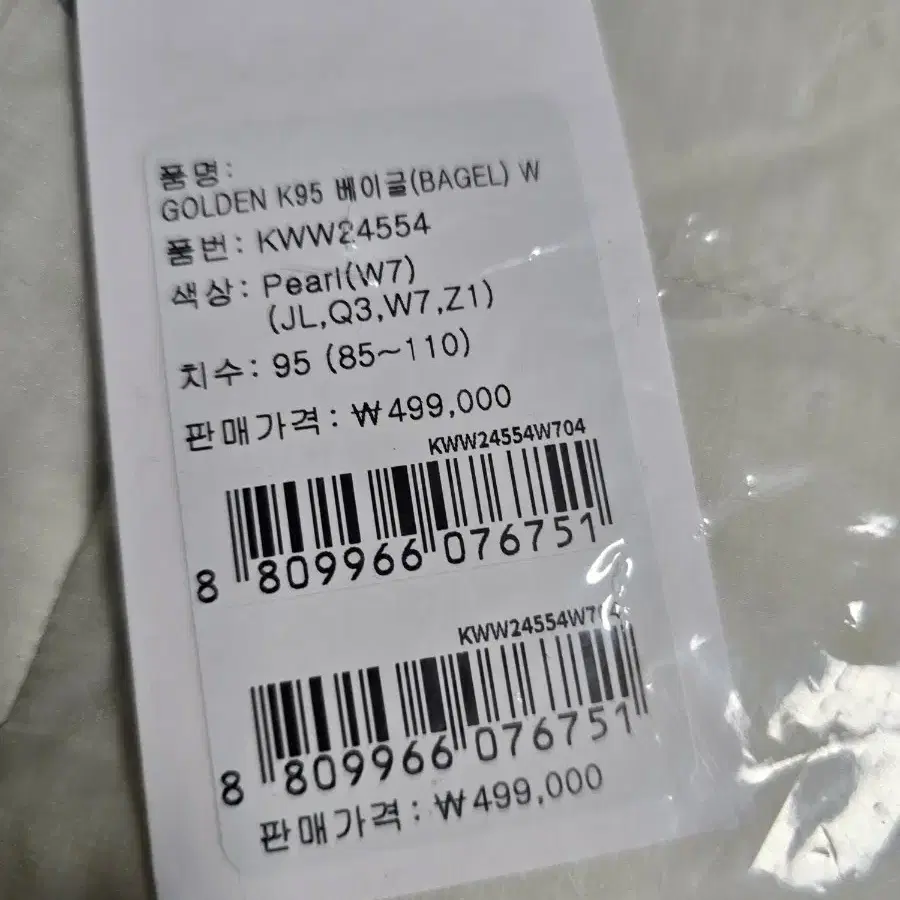 품명:
GOLDEN K95 베이글(BAGEL) W
품번: KWW24554
색상: Pearl(W7)
(JL,Q3,W7,Z1)
치수: 95 (85~110)
판매가격: ₩499,000
KWW24554W704
8 809966 076751
KWW24554W704
8 809966 076751
판매가격: ₩499,000